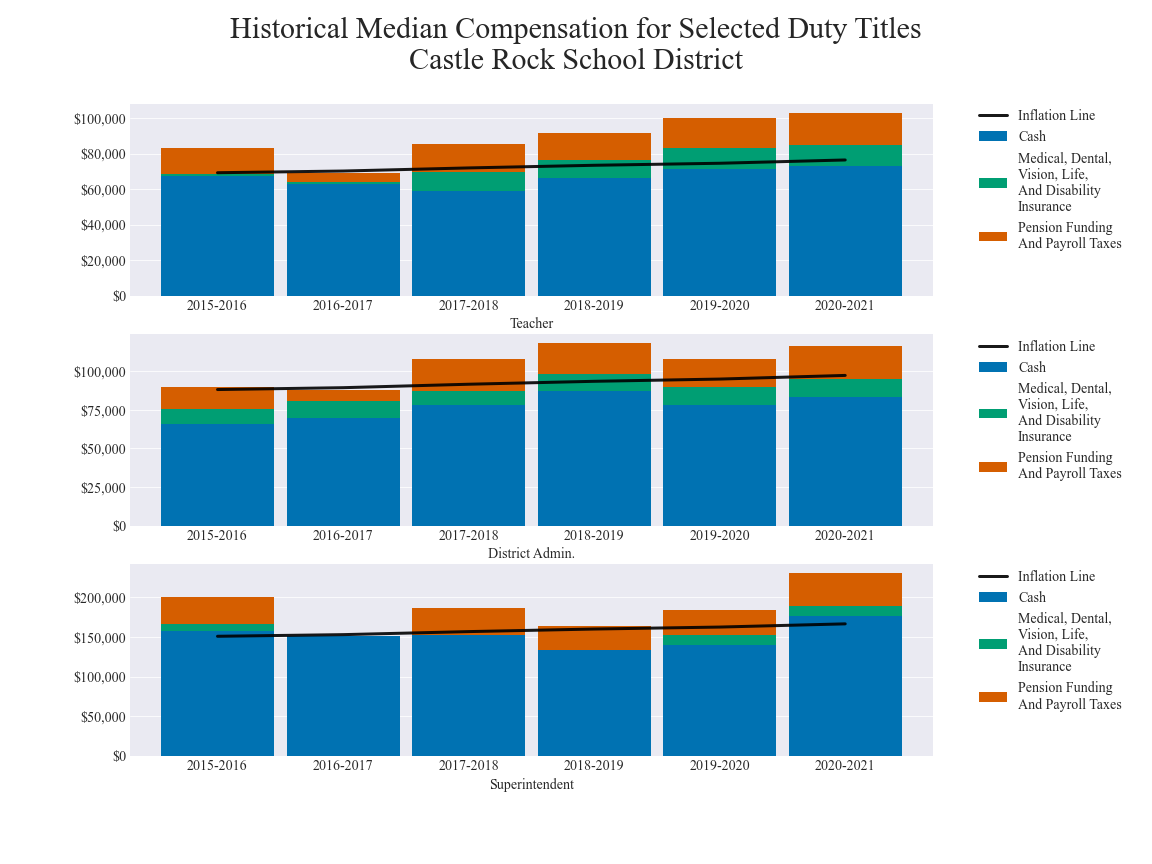 Historical Median Compensation for Selected Duty Titles
Castle Rock School District
$100,000
$80,000
$60,000
$40,000
$20,000
$0
2015-2016 2016-2017 2017-2018 2018-2019 2019-2020 2020-2021
Teacher
Inflation Line
Cash
Medical, Dental,
Vision, Life,
And Disability
Insurance
Pension Funding
And Payroll Taxes
$100,000
$75,000
$50,000
$25,000
$0
2015-2016 2016-2017 2017-2018 2018-2019 2019-2020 2020-2021
District Admin.
Inflation Line
Cash
Medical, Dental,
Vision, Life,
And Disability
Insurance
Pension Funding
And Payroll Taxes
$200,000
$150,000
$100,000
$50,000
$0
2015-2016 2016-2017 2017-2018 2018-2019 2019-2020 2020-2021
Superintendent
Inflation Line
Cash
Medical, Dental,
Vision, Life,
And Disability
Insurance
Pension Funding
And Payroll Taxes